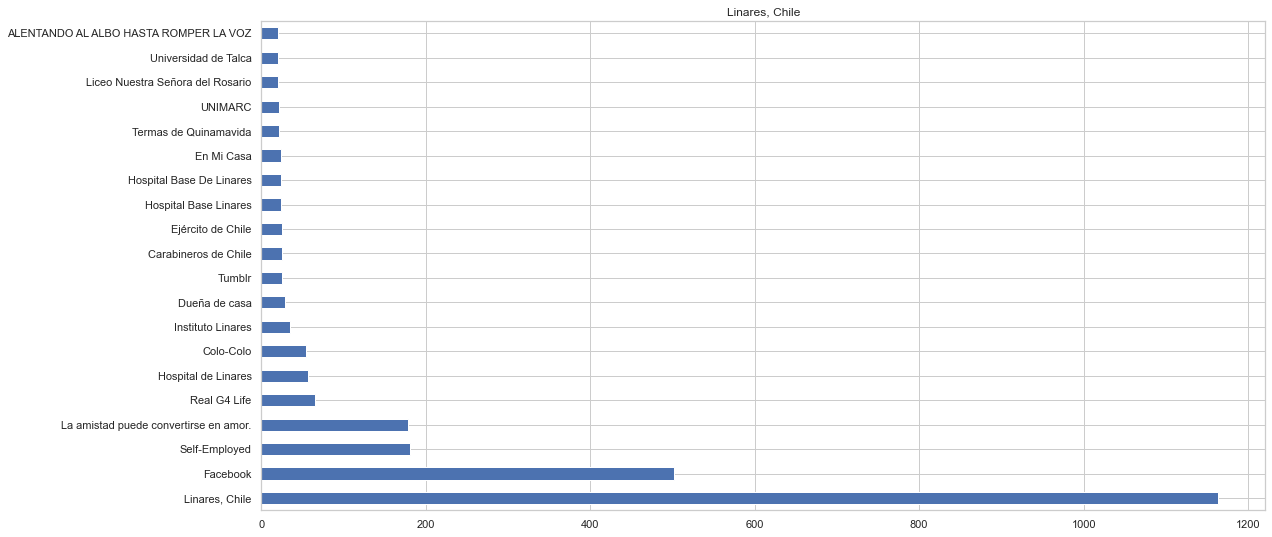 Linares, Chile
ALENTANDO AL ALBO HASTA ROMPER LA VOZ
Universidad de Talca
Liceo Nuestra Señora del Rosario
UNIMARC
Termas de Quinamavida
En Mi Casa
Hospital Base De Linares
Hospital Base Linares
Ejército de Chile
Carabineros de Chile
Tumblr
Dueña de casa
Instituto Linares
Colo-Colo
Hospital de Linares
Real G4 Life
La amistad puede convertirse en amor.
Self-Employed
Facebook
Linares, Chile
0 200 400 600 800 1000 1200